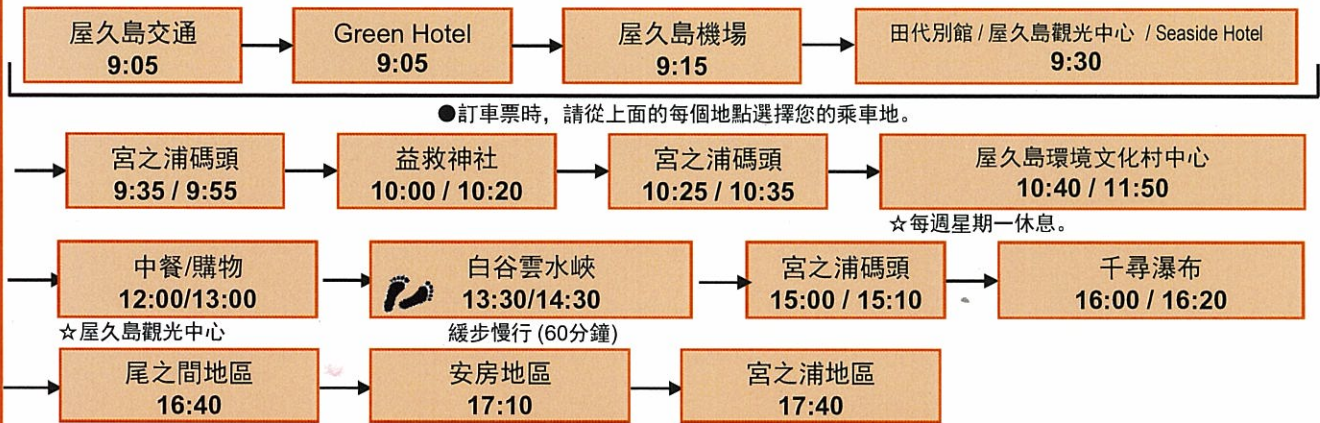 屋久島交通
9:05
Green Hotel
9:05
屋久島機場
9:15
田代別館 / 屋久島觀光中心 / Seaside Hotel
9:30
●訂車票時，請從上面的每個地點選擇您的乘車地。
宮之浦碼頭
9:35 / 9:55
益救神社
10:00 / 10:20
宮之浦碼頭
10:25 / 10:35
屋久島環境文化村中心
10:40 / 11:50
☆每週星期一休息。
中餐/購物
12:00/13:00
☆屋久島觀光中心
白谷雲水峽
13:30/14:30
緩步慢行 (60分鐘)
宮之浦碼頭
15:00 / 15:10
千尋瀑布
16:00 / 16:20
尾之間地區
16:40
安房地區
17:10
宮之浦地區
17:40